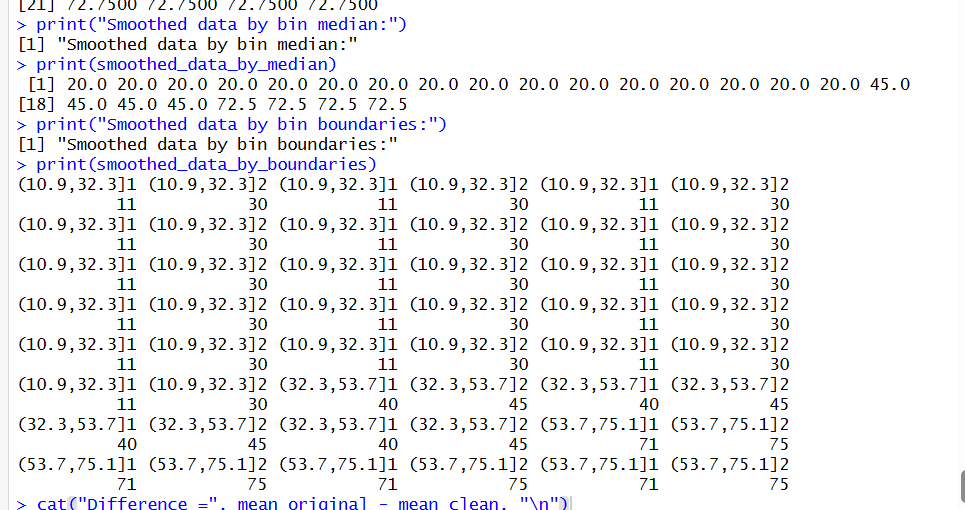 [21] 72.7500 72.7500 72.7500 72.7500
> print("Smoothed data by bin median:")
[1] "Smoothed data by bin median:"
> print(smoothed_data_by_median)
 [1] 20.0 20.0 20.0 20.0 20.0 20.0 20.0 20.0 20.0 20.0 20.0 20.0 20.0 20.0 20.0 20.0 45.0
[18] 45.0 45.0 45.0 72.5 72.5 72.5 72.5
> print("Smoothed data by bin boundaries:")
[1] "Smoothed data by bin boundaries:"
> print(smoothed_data_by_boundaries)
(10.9,32.3]1 (10.9,32.3]2 (10.9,32.3]1 (10.9,32.3]2 (10.9,32.3]1 (10.9,32.3]2
11 30 11 30 11 30
(10.9,32.3]1 (10.9,32.3]2 (10.9,32.3]1 (10.9,32.3]2 (10.9,32.3]1 (10.9,32.3]2
11 30 11 30 11 30
(10.9,32.3]1 (10.9,32.3]2 (10.9,32.3]1 (10.9,32.3]2 (10.9,32.3]1 (10.9,32.3]2
11 30 11 30 11 30
(10.9,32.3]1 (10.9,32.3]2 (10.9,32.3]1 (10.9,32.3]2 (10.9,32.3]1 (10.9,32.3]2
11 30 11 30 11 30
(10.9,32.3]1 (10.9,32.3]2 (10.9,32.3]1 (10.9,32.3]2 (10.9,32.3]1 (10.9,32.3]2
11 30 11 30 11 30
(10.9,32.3]1 (10.9,32.3]2 (32.3,53.7]1 (32.3,53.7]2 (32.3,53.7]1 (32.3,53.7]2
11 30 40 45 40 45
(32.3,53.7]1 (32.3,53.7]2 (32.3,53.7]1 (32.3,53.7]2 (53.7,75.1]1 (53.7,75.1]2
40 45 40 45 71 75
(53.7,75.1]1 (53.7,75.1]2 (53.7,75.1]1 (53.7,75.1]2 (53.7,75.1]1 (53.7,75.1]2
71 75 71 75 71 75
> cat("Difference =", mean_original - mean_clean, "\n")